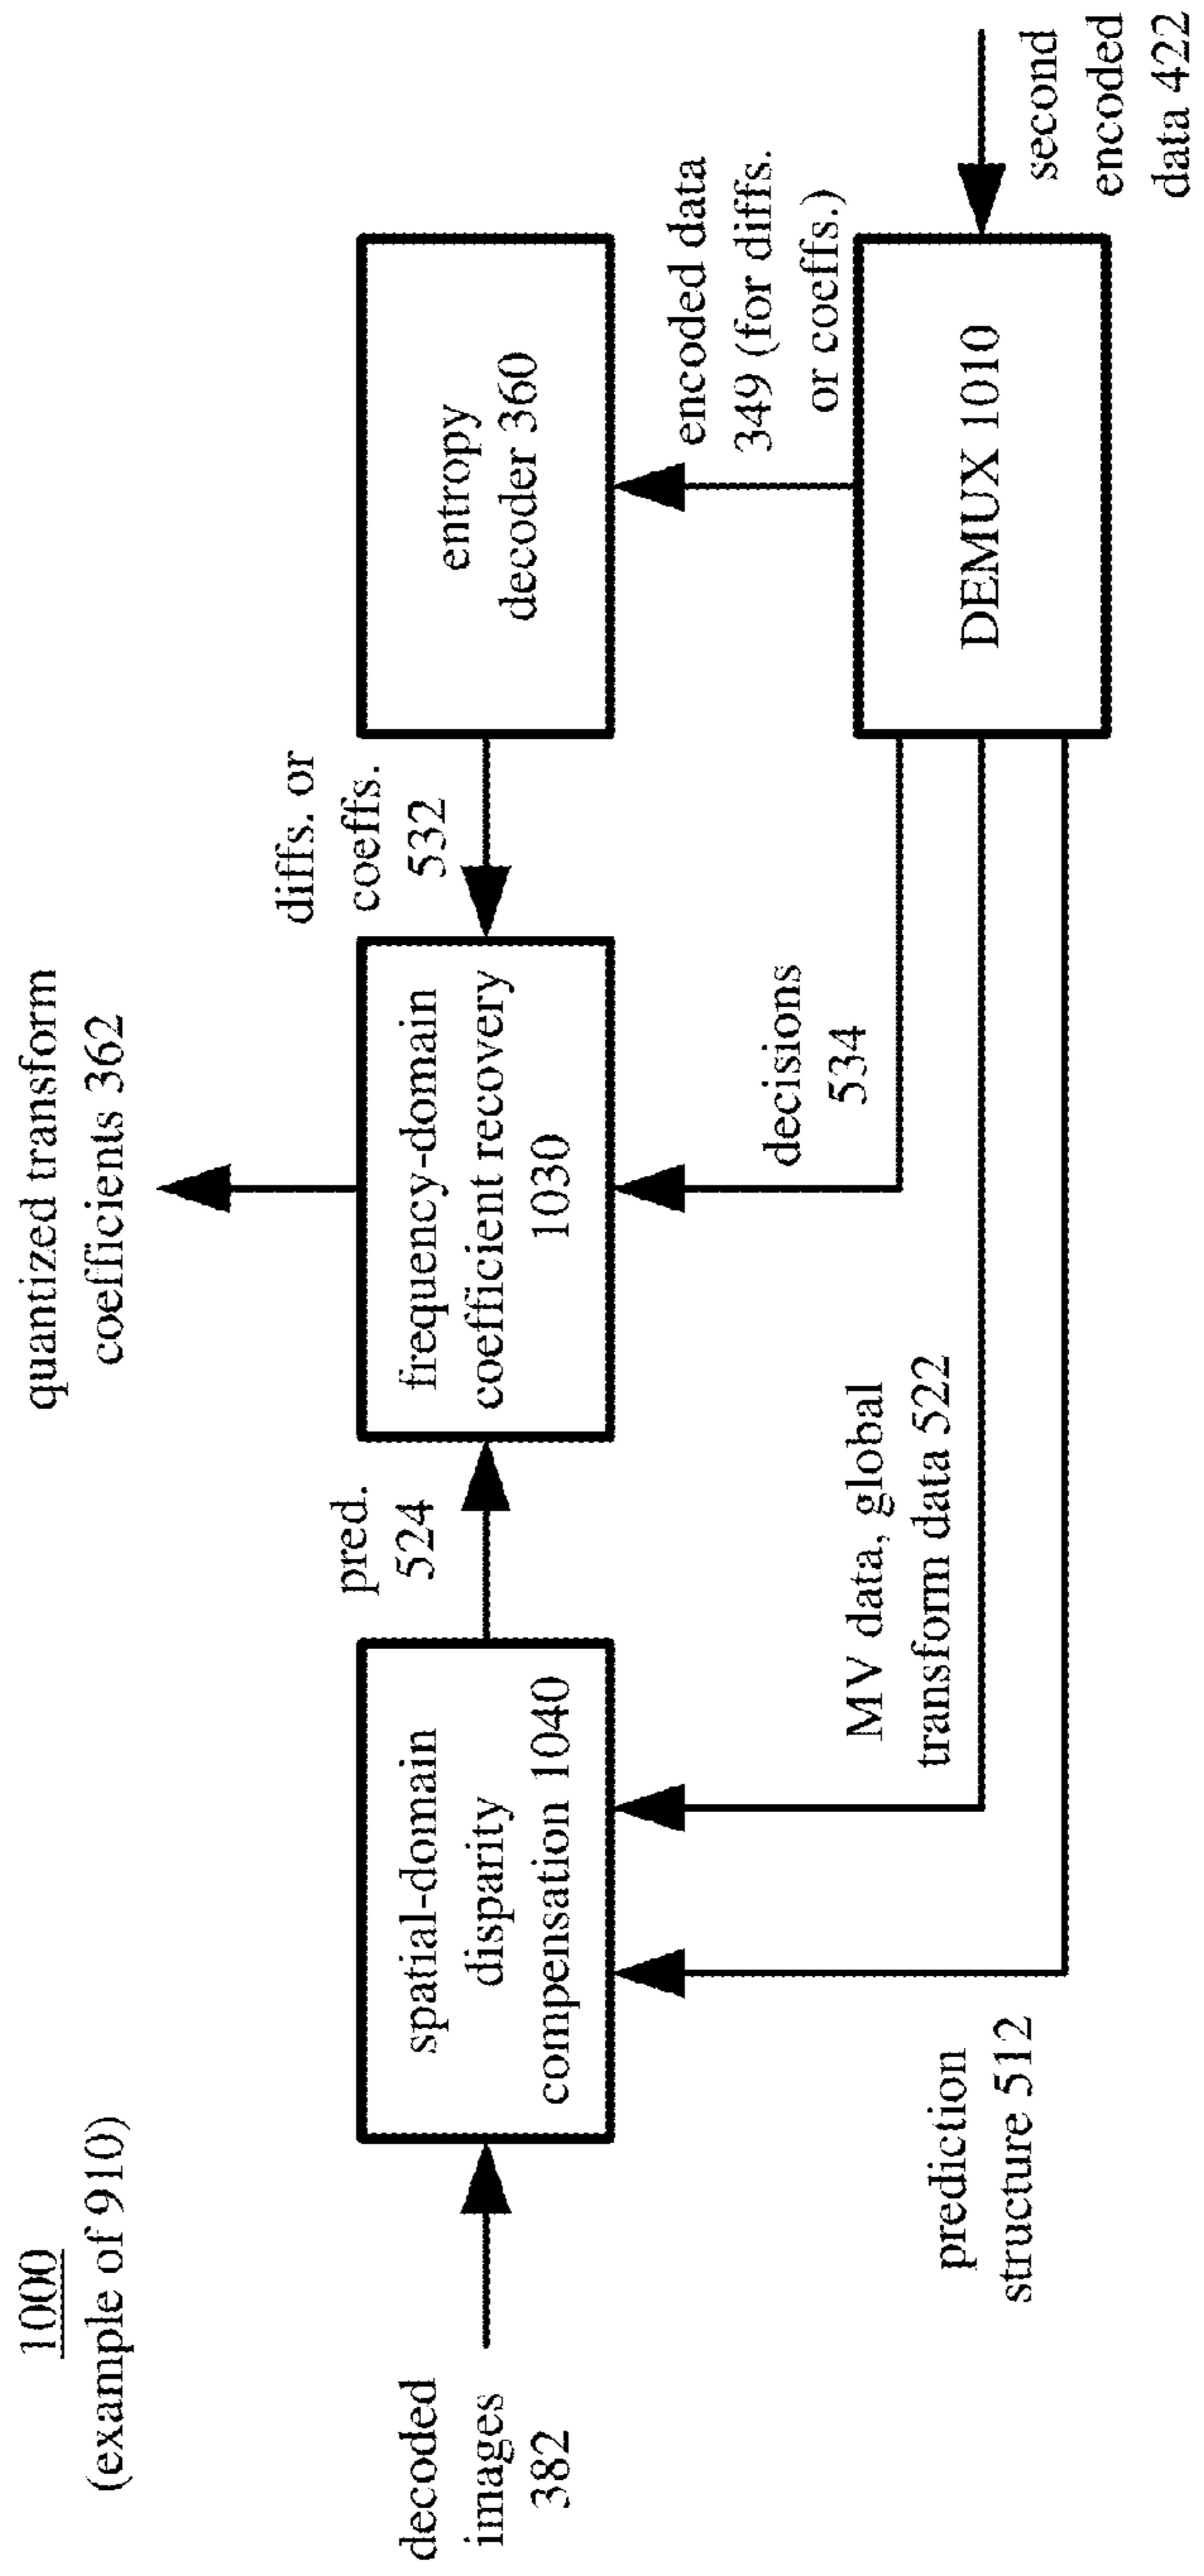 1000
(example of 910)
quantized transform
coefficients 362
decoded
images
382
spatial-domain
disparity
compensation 1040
pred.
524
frequency-domain
coefficient recovery
1030
diffs. or
coeffs.
532
entropy
decoder 360
prediction
structure 512
MV data, global
transform data 522
decisions
534
encoded data
349 (for diffs.
or coeffs.)
DEMUX 1010
second
encoded
data 422